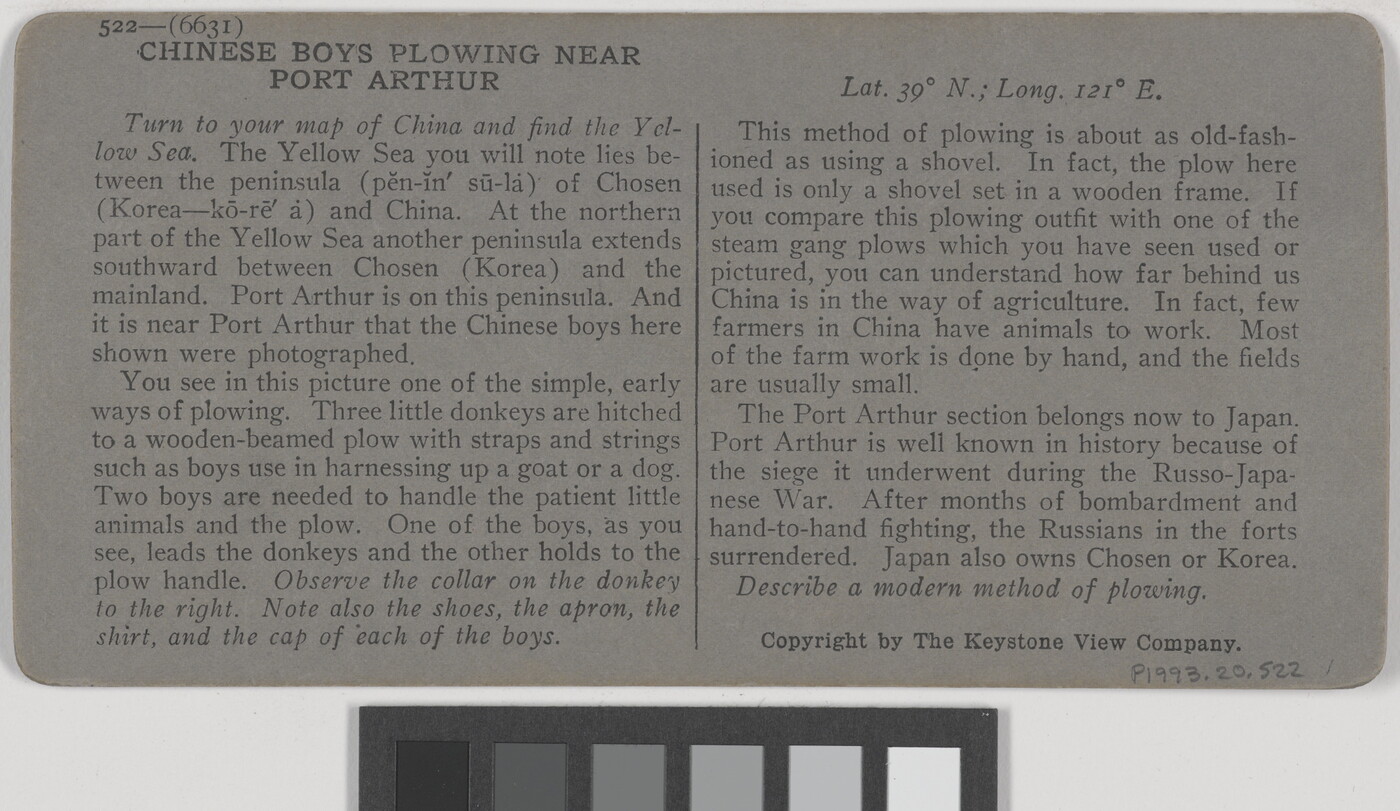 522—(6631)
CHINESE BOYS PLOWING NEAR
PORT ARTHUR
Turn to your map of China and find the Yel-
low Sea. The Yellow Sea you will note lies be-
tween the peninsula (pĕn-ĭn′ sū-lȧ) of Chosen
(Korea—kō-rē′ ȧ) and China. At the northern
part of the Yellow Sea another peninsula extends
southward between Chosen (Korea) and the
mainland. Port Arthur is on this peninsula. And
it is near Port Arthur that the Chinese boys here
shown were photographed.
You see in this picture one of the simple, early
ways of plowing. Three little donkeys are hitched
to a wooden-beamed plow with straps and strings
such as boys use in harnessing up a goat or a dog.
Two boys are needed to handle the patient little
animals and the plow. One of the boys, as you
see, leads the donkeys and the other holds to the
plow handle. Observe the collar on the donkey
to the right. Note also the shoes, the apron, the
shirt, and the cap of each of the boys.
Lat. 39° N.; Long. 121° E.
This method of plowing is about as old-fash-
ioned as using a shovel. In fact, the plow here
used is only a shovel set in a wooden frame. If
you compare this plowing outfit with one of the
steam gang plows which you have seen used or
pictured, you can understand how far behind us
China is in the way of agriculture. In fact, few
farmers in China have animals to work. Most
of the farm work is done by hand, and the fields
are usually small.
The Port Arthur section belongs now to Japan.
Port Arthur is well known in history because of
the siege it underwent during the Russo-Japa-
nese War. After months of bombardment and
hand-to-hand fighting, the Russians in the forts
surrendered. Japan also owns Chosen or Korea.
Describe a modern method of plowing.
Copyright by The Keystone View Company.
P1993.20.522